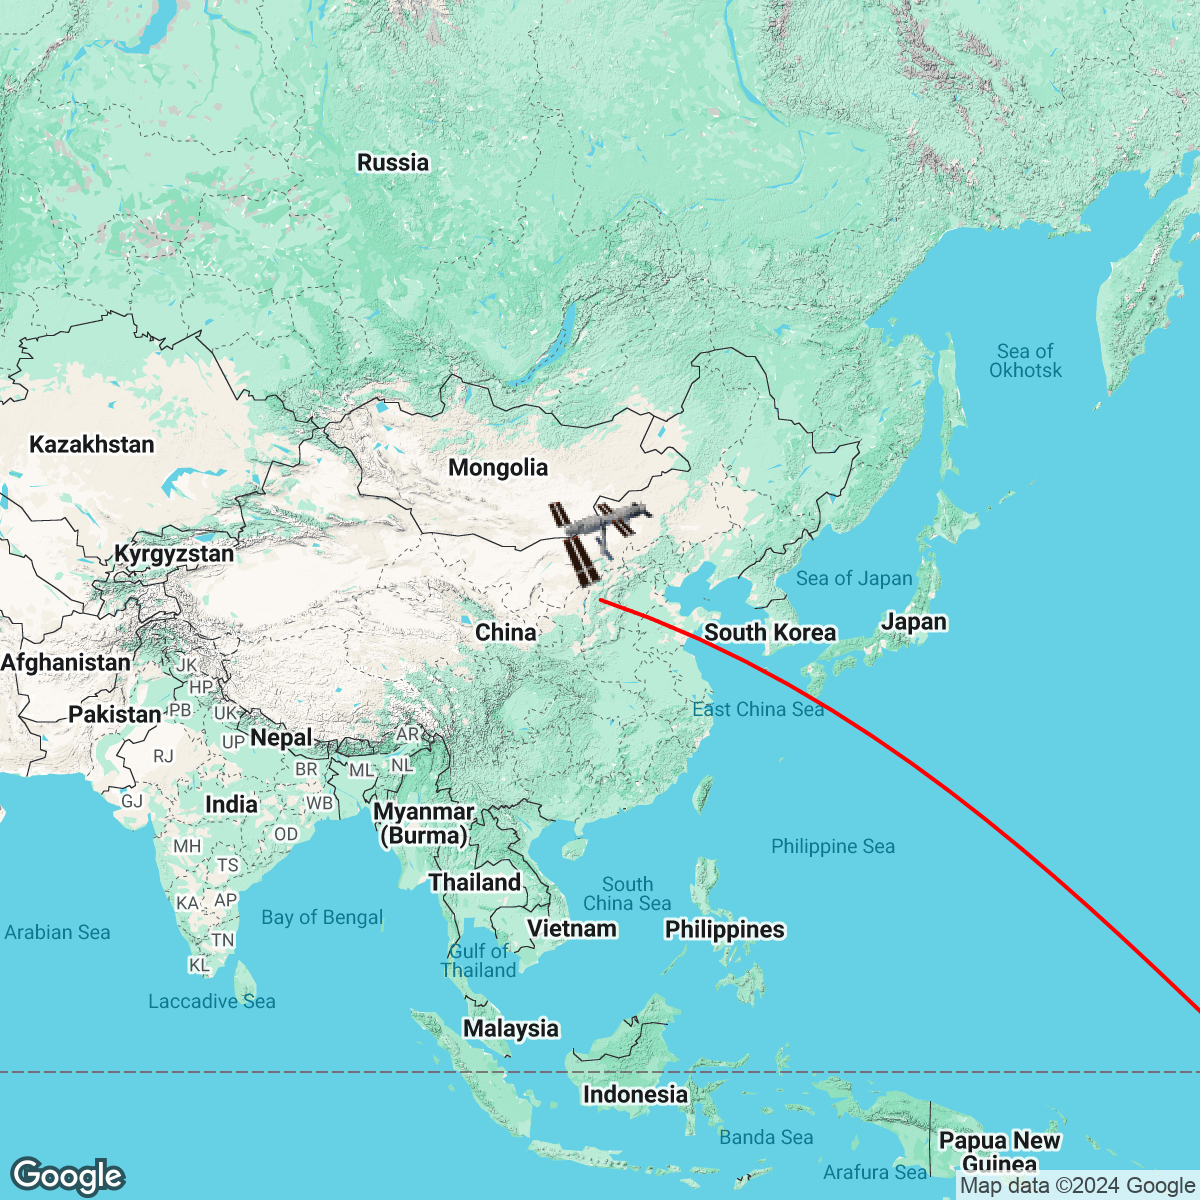 Russia
Sea of
Okhotsk
Kazakhstan
Mongolia
Kyrgyzstan
Sea of Japan
Japan
China
South Korea
Afghanistan
JK
HP
Pakistan
PB
UK
East China Sea
Nepal
UP
AR
RJ
BR
ML
NL
GJ
India
WB
Myanmar
(Burma)
OD
MH
TS
Philippine Sea
Thailand
South
China Sea
KA
AP
Bay of Bengal
Arabian Sea
TN
Vietnam
Philippines
Gulf of
Thailand
KL
Laccadive Sea
Malaysia
Indonesia
Banda Sea
Papua New
Guinea
Arafura Sea
Google
Map data ©2024 Google